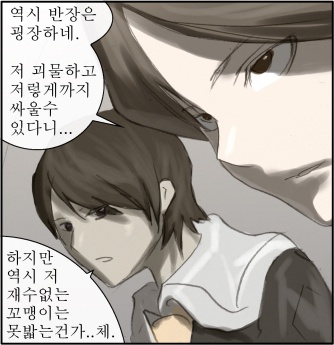 역시 반장은
굉장하네.
저 괴물하고
저렇게까지
싸울수
있다니...
하지만
역시 저
재수없는
꼬맹이는
못밟는건가..체.